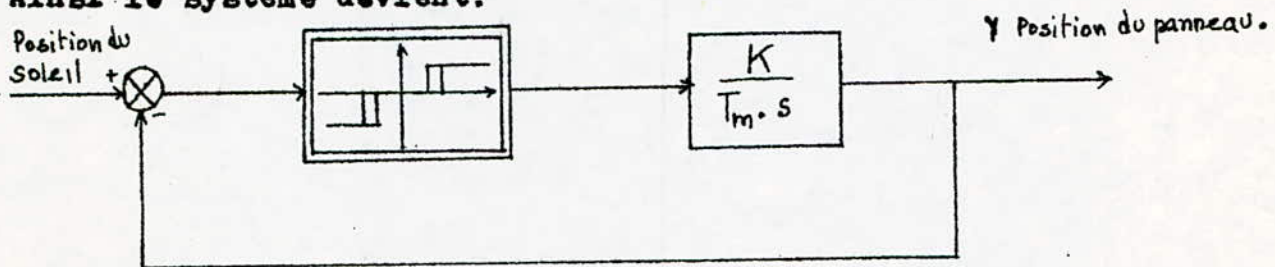 Ainsi le système devient.
Position du
soleil +
-
K
Tm. s
γ Position du panneau.